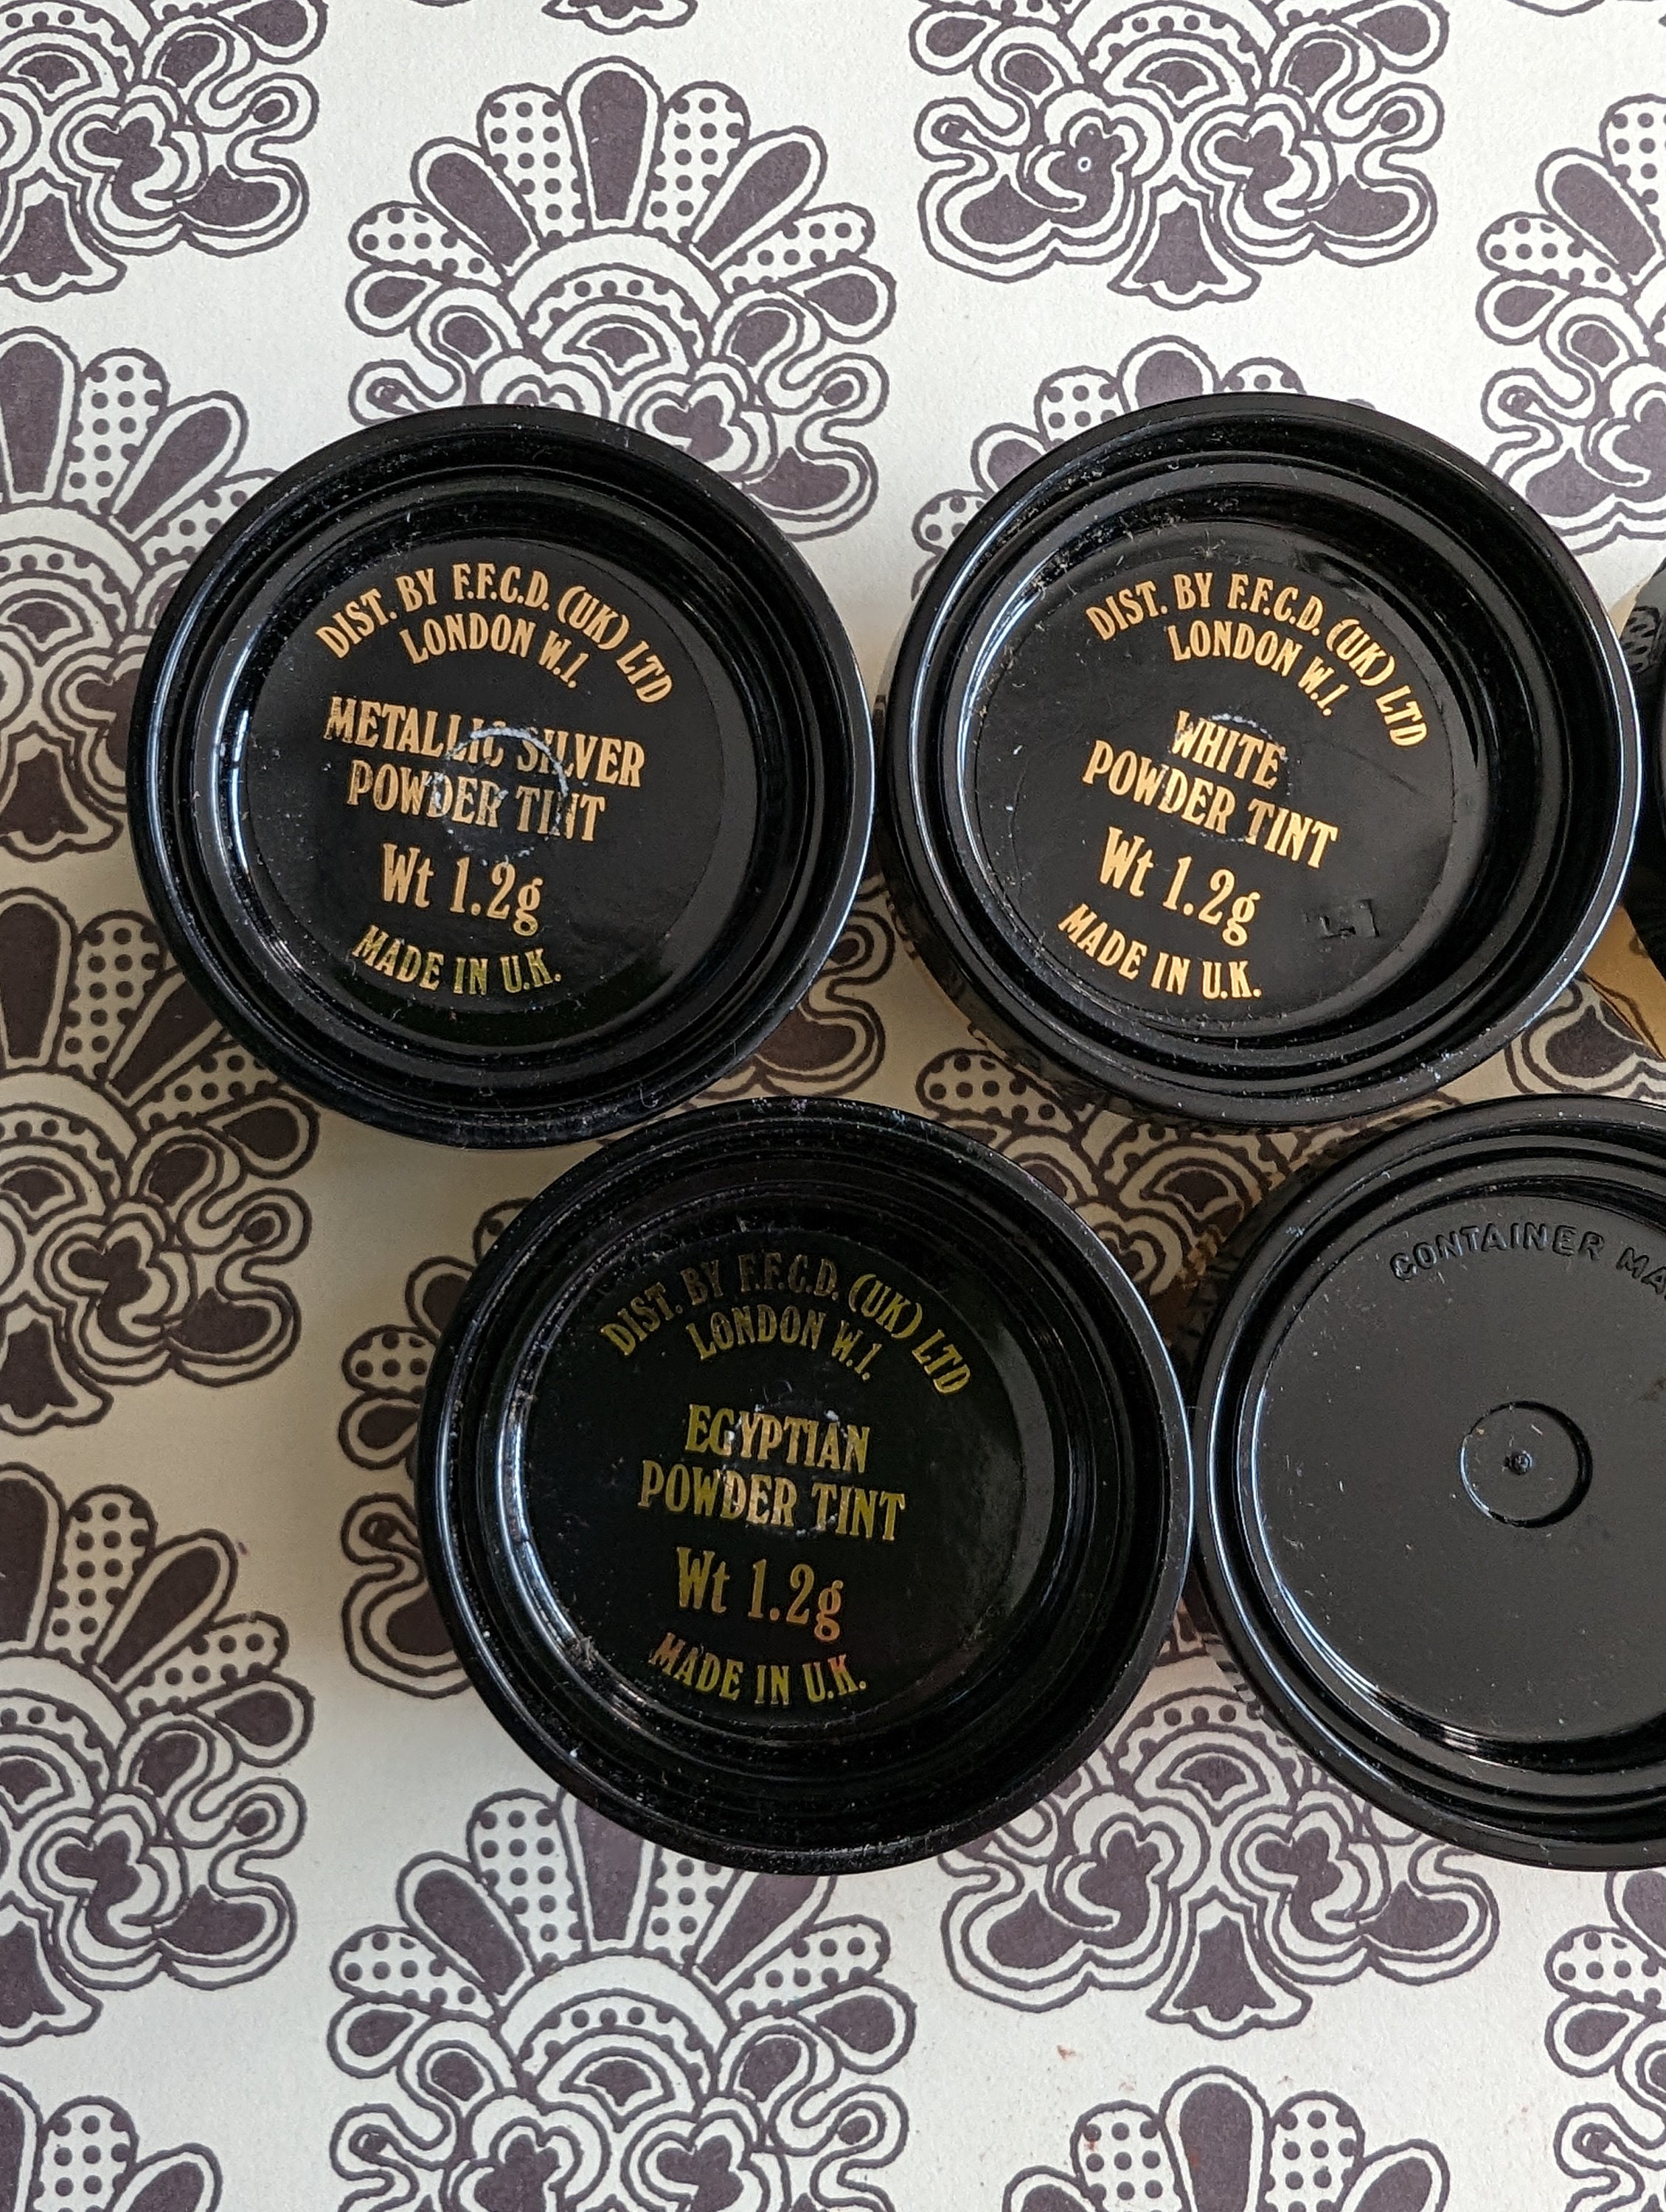 DIST. BY F.F.C.D. (UK) LTD
LONDON W.1.
METALLIC SILVER
POWDER TINT
Wt 1.2g
MADE IN U.K.
DIST. BY F.F.C.D. (UK) LTD
LONDON W.1.
WHITE
POWDER TINT
Wt 1.2g
MADE IN U.K.
DIST. BY F.F.C.D. (UK) LTD
LONDON W.1.
EGYPTIAN
POWDER TINT
Wt 1.2g
MADE IN U.K.
CONTAINER